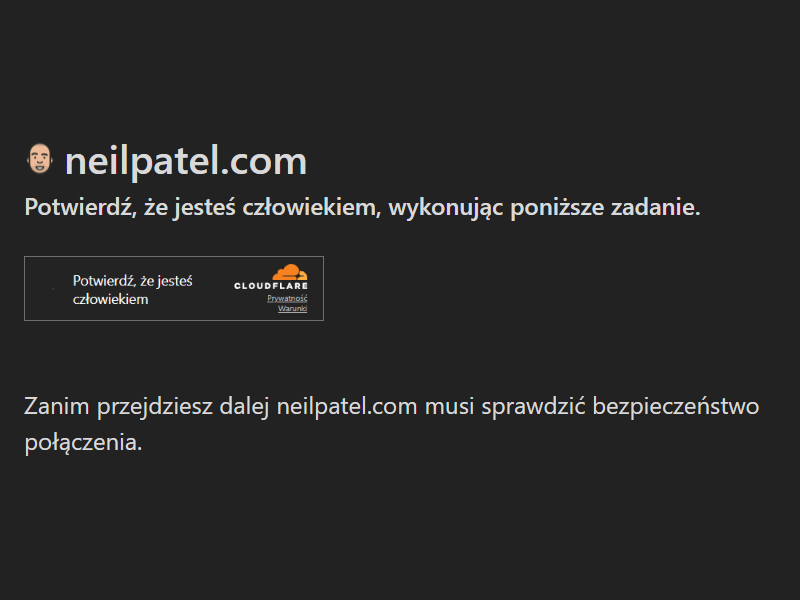 neilpatel.com
Potwierdź, że jesteś człowiekiem, wykonując poniższe zadanie.
Potwierdź, że jesteś
człowiekiem
CLOUDFLARE
Prywatność
Warunki
Zanim przejdziesz dalej neilpatel.com musi sprawdzić bezpieczeństwo
połączenia.